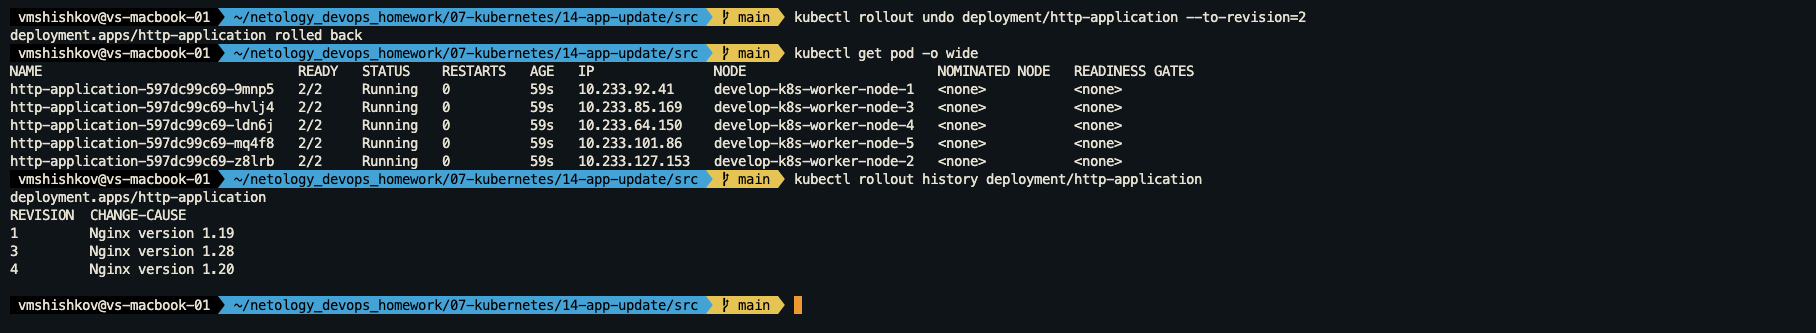 vmshishkov@vs-macbook-01 ~/netology_devops_homework/07-kubernetes/14-app-update/src main kubectl rollout undo deployment/http-application --to-revision=2
deployment.apps/http-application rolled back
vmshishkov@vs-macbook-01 ~/netology_devops_homework/07-kubernetes/14-app-update/src main kubectl get pod -o wide
NAME READY STATUS RESTARTS AGE IP NODE NOMINATED NODE READINESS GATES
http-application-597dc99c69-9mnp5 2/2 Running 0 59s 10.233.92.41 develop-k8s-worker-node-1 <none> <none>
http-application-597dc99c69-hvlj4 2/2 Running 0 59s 10.233.85.169 develop-k8s-worker-node-3 <none> <none>
http-application-597dc99c69-ldn6j 2/2 Running 0 59s 10.233.64.150 develop-k8s-worker-node-4 <none> <none>
http-application-597dc99c69-mq4f8 2/2 Running 0 59s 10.233.101.86 develop-k8s-worker-node-5 <none> <none>
http-application-597dc99c69-z8lrb 2/2 Running 0 59s 10.233.127.153 develop-k8s-worker-node-2 <none> <none>
vmshishkov@vs-macbook-01 ~/netology_devops_homework/07-kubernetes/14-app-update/src main kubectl rollout history deployment/http-application
deployment.apps/http-application
REVISION CHANGE-CAUSE
1 Nginx version 1.19
3 Nginx version 1.28
4 Nginx version 1.20
vmshishkov@vs-macbook-01 ~/netology_devops_homework/07-kubernetes/14-app-update/src main